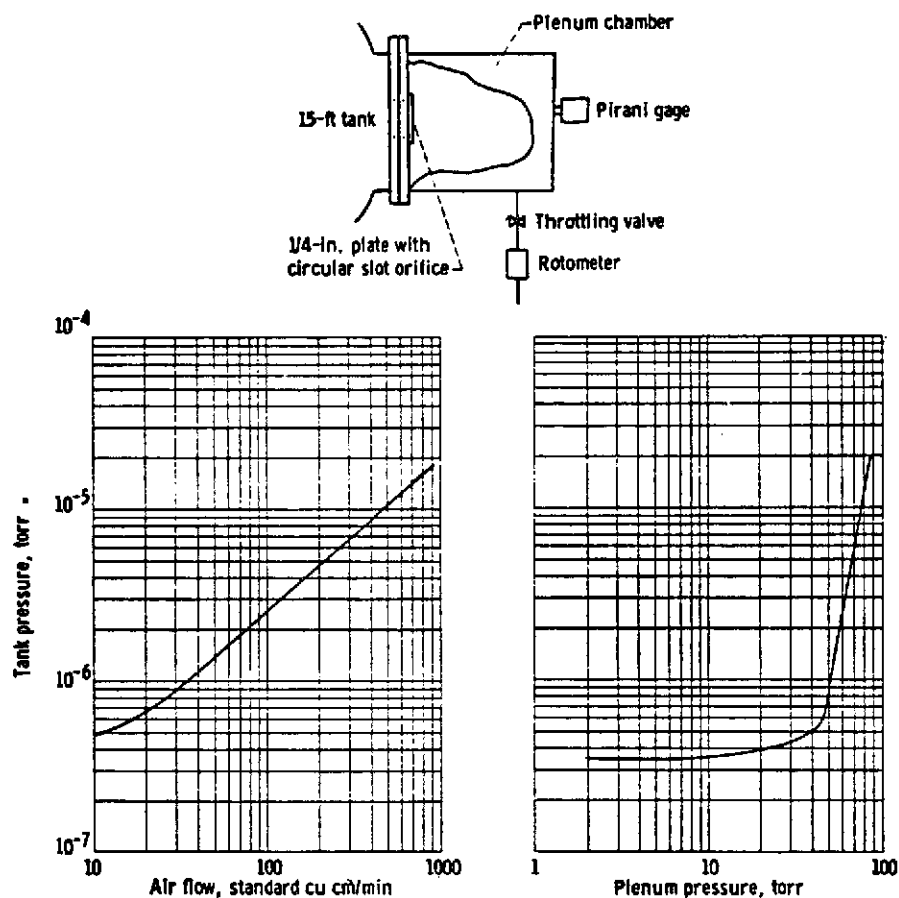 Plenum chamber
15-ft tank
Pirani gage
1/4-in. plate with
circular slot orifice
Throttling valve
Rotometer
Tank pressure, torr
10-4
10-5
10-6
10-7
10
100
1000
Air flow, standard cu cm/min
1
10
100
Plenum pressure, torr